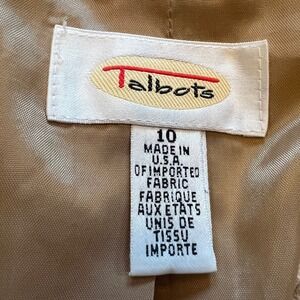 Talbots
10
MADE IN
U.S.A.
OF IMPORTED
FABRIC
FABRIQUE
AUX ETATS
UNIS DE
TISSU
IMPORTE